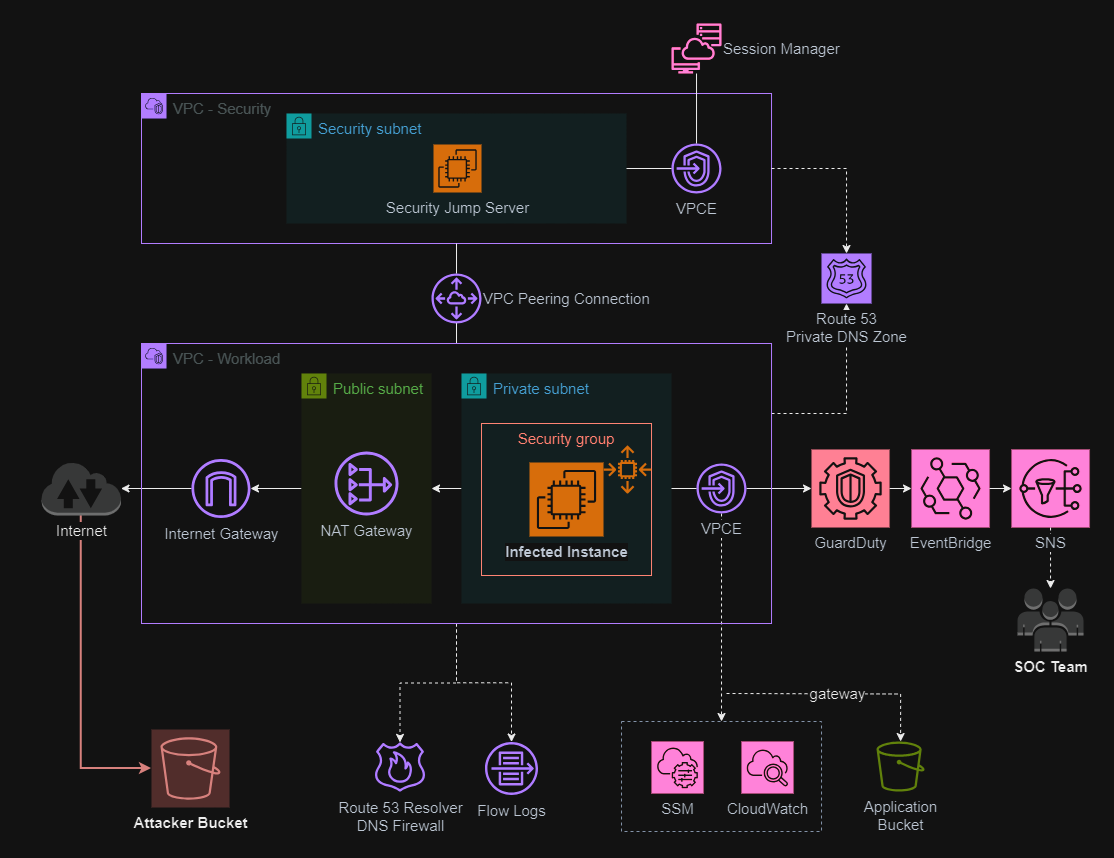 Session Manager
VPC - Security
Security subnet
Security Jump Server
VPCE
53
Route 53
Private DNS Zone
VPC Peering Connection
VPC - Workload
Public subnet
Private subnet
Security group
Internet
Internet Gateway
NAT Gateway
Infected Instance
VPCE
GuardDuty
EventBridge
SNS
SOC Team
gateway
Attacker Bucket
Route 53 Resolver
DNS Firewall
Flow Logs
SSM
CloudWatch
Application
Bucket